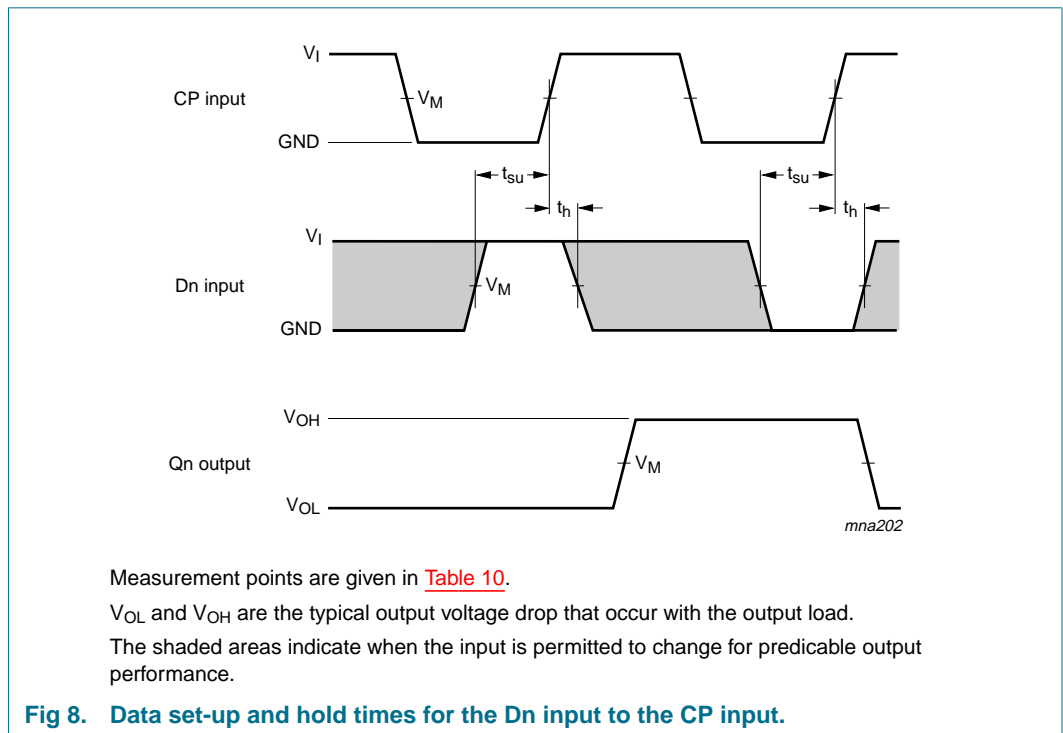 VI
CP input
VM
GND
tsu
tsu
th
th
VI
Dn input
VM
GND
VOH
Qn output
VM
VOL
mna202
Measurement points are given in Table 10.
VOL and VOH are the typical output voltage drop that occur with the output load.
The shaded areas indicate when the input is permitted to change for predicable output
performance.
Fig 8. Data set-up and hold times for the Dn input to the CP input.